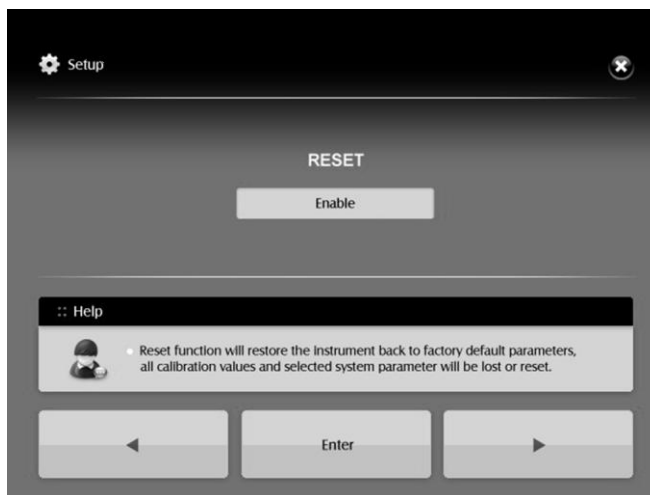 Setup
RESET
Enable
:: Help
Reset function will restore the Instrument back to factory default parameters,
all calibration values and selected system parameter will be lost or reset.
Enter